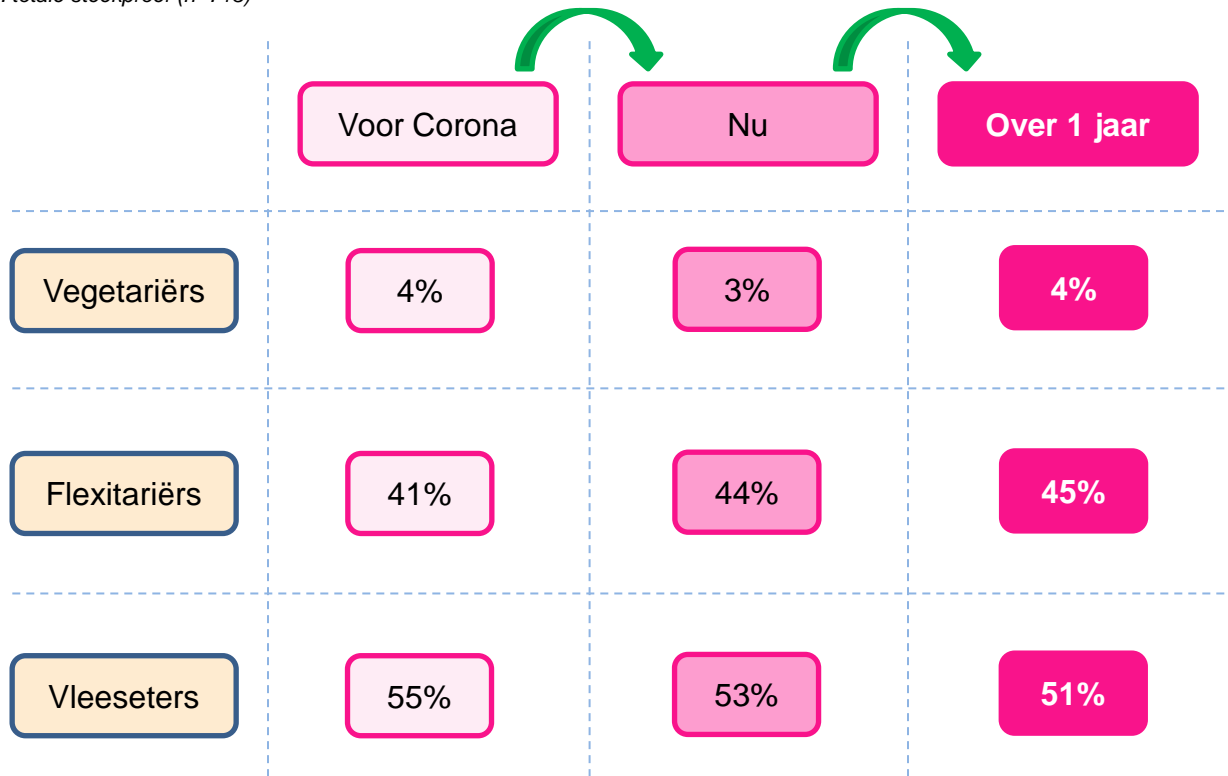 Voor Corona
Nu
Over 1 jaar
Vegetariërs
4%
3%
4%
Flexitariërs
41%
44%
45%
Vleeseters
55%
53%
51%